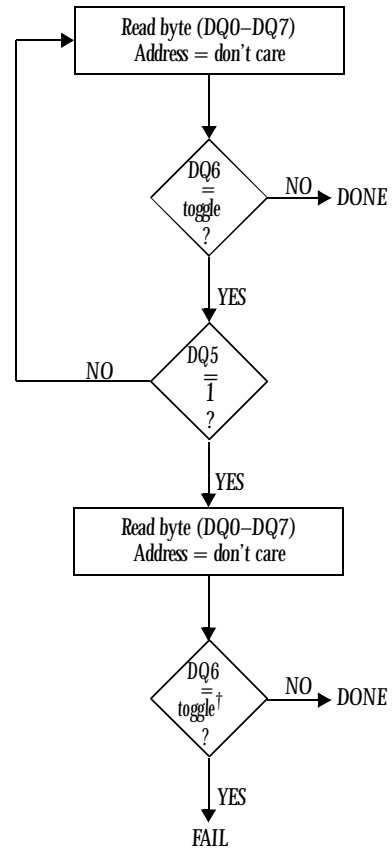 Read byte (DQ0–DQ7)
Address = don't care
DQ6
=
toggle
?
NO
DONE
YES
DQ5
=
1
?
NO
YES
Read byte (DQ0–DQ7)
Address = don't care
DQ6
=
toggle†
?
NO
DONE
YES
FAIL